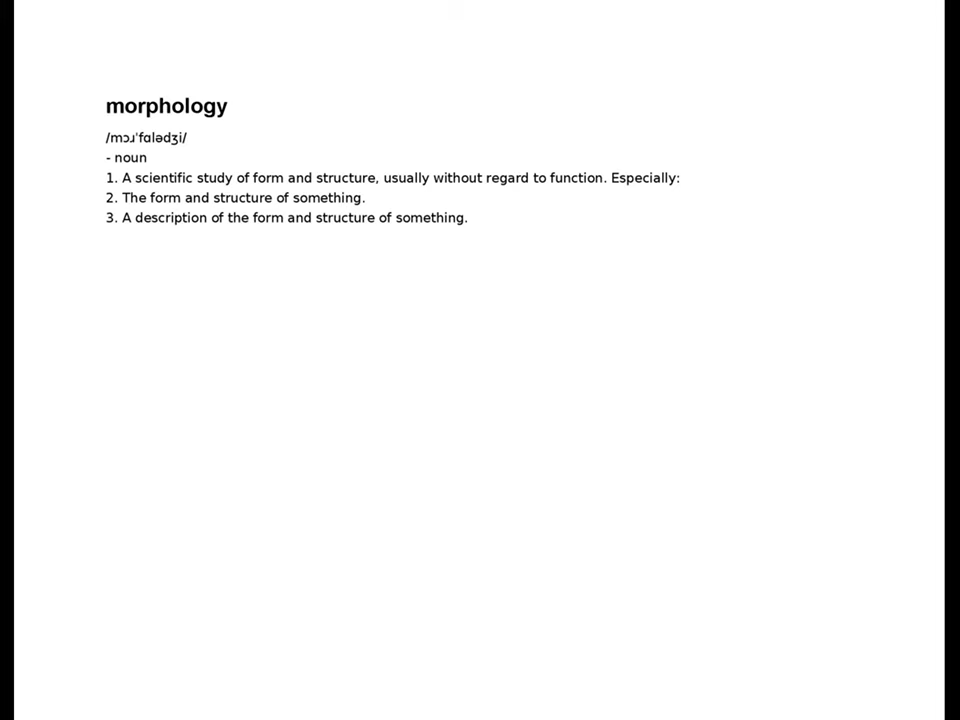 morphology
/mɔɹˈfɑlədʒi/
- noun
1. A scientific study of form and structure, usually without regard to function. Especially:
2. The form and structure of something.
3. A description of the form and structure of something.